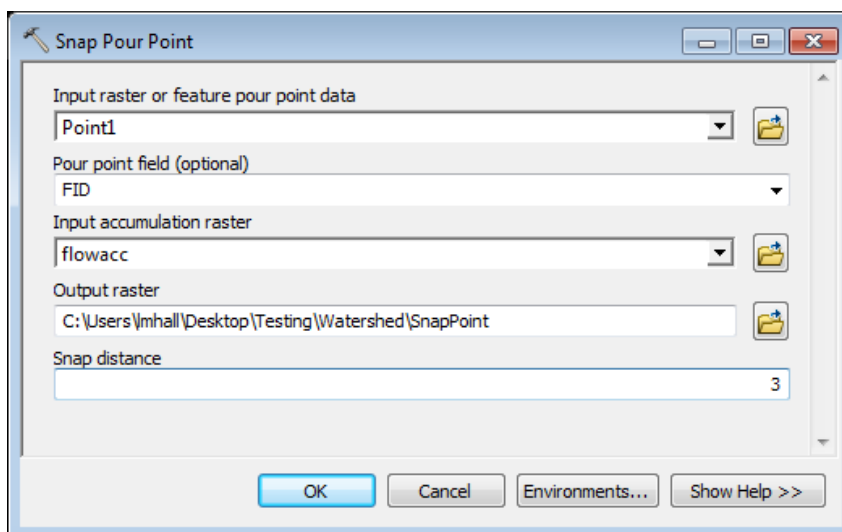 Snap Pour Point
Input raster or feature pour point data
Point1
Pour point field (optional)
FID
Input accumulation raster
flowacc
Output raster
C:\Users\lmhall\Desktop\Testing\Watershed\SnapPoint
Snap distance
3
OK Cancel Environments... Show Help >>